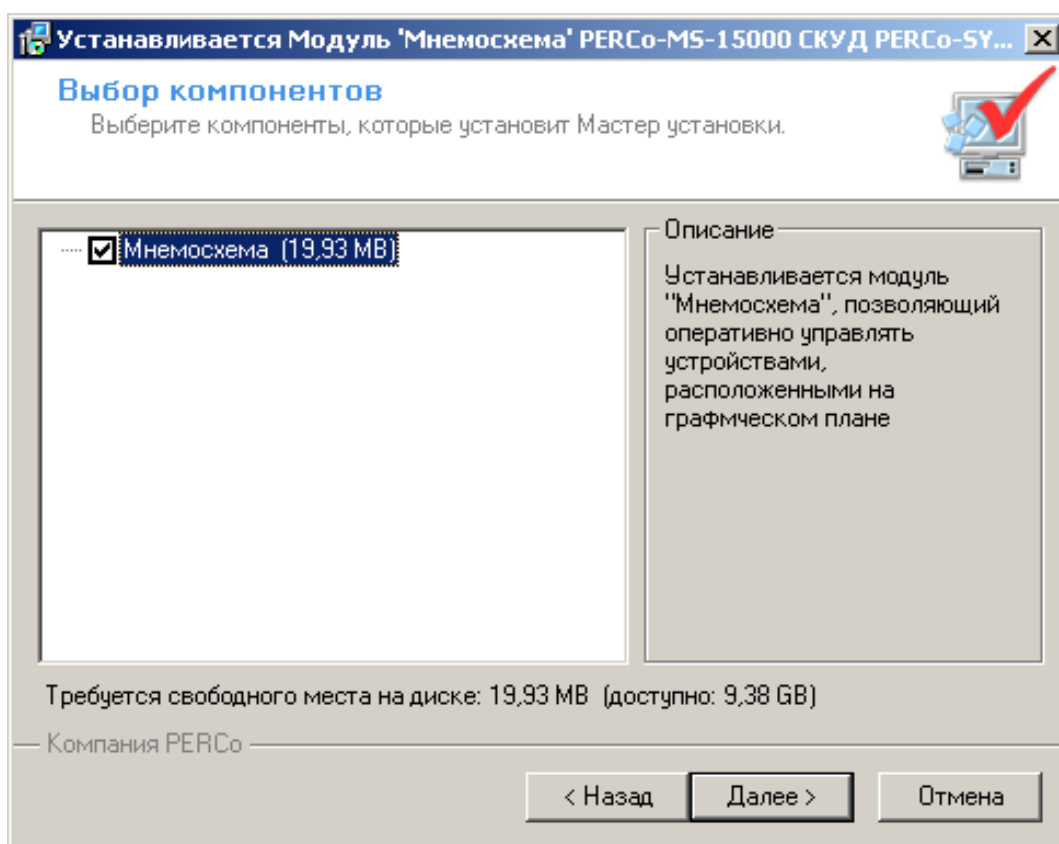 Устанавливается Модуль 'Мнемосхема' PERCo-MS-15000 СКУД PERCo-SY...
Выбор компонентов
Выберите компоненты, которые установит Мастер установки.
Мнемосхема (19,93 MB)
Описание
Устанавливается модуль
"Мнемосхема", позволяющий
оперативно управлять
устройствами,
расположенными на
графмческом плане
Требуется свободного места на диске: 19,93 MB (доступно: 9,38 GB)
Компания PERCo
< Назад
Далее >
Отмена